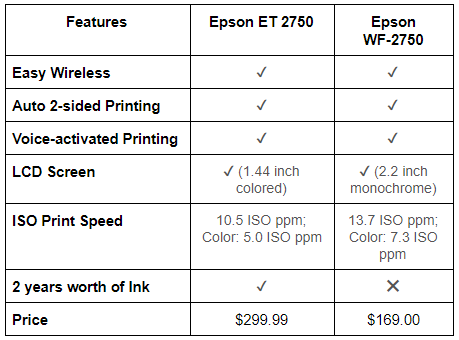 Features Epson ET 2750 Epson
WF-2750
Easy Wireless ✓ ✓
Auto 2-sided Printing ✓ ✓
Voice-activated Printing ✓ ✓
LCD Screen ✓ (1.44 inch ✓ (2.2 inch
colored) monochrome)
ISO Print Speed 10.5 ISO ppm; 13.7 ISO ppm;
Color: 5.0 ISO ppm Color: 7.3 ISO
ppm
2 years worth of Ink ✓ ✕
Price $299.99 $169.00